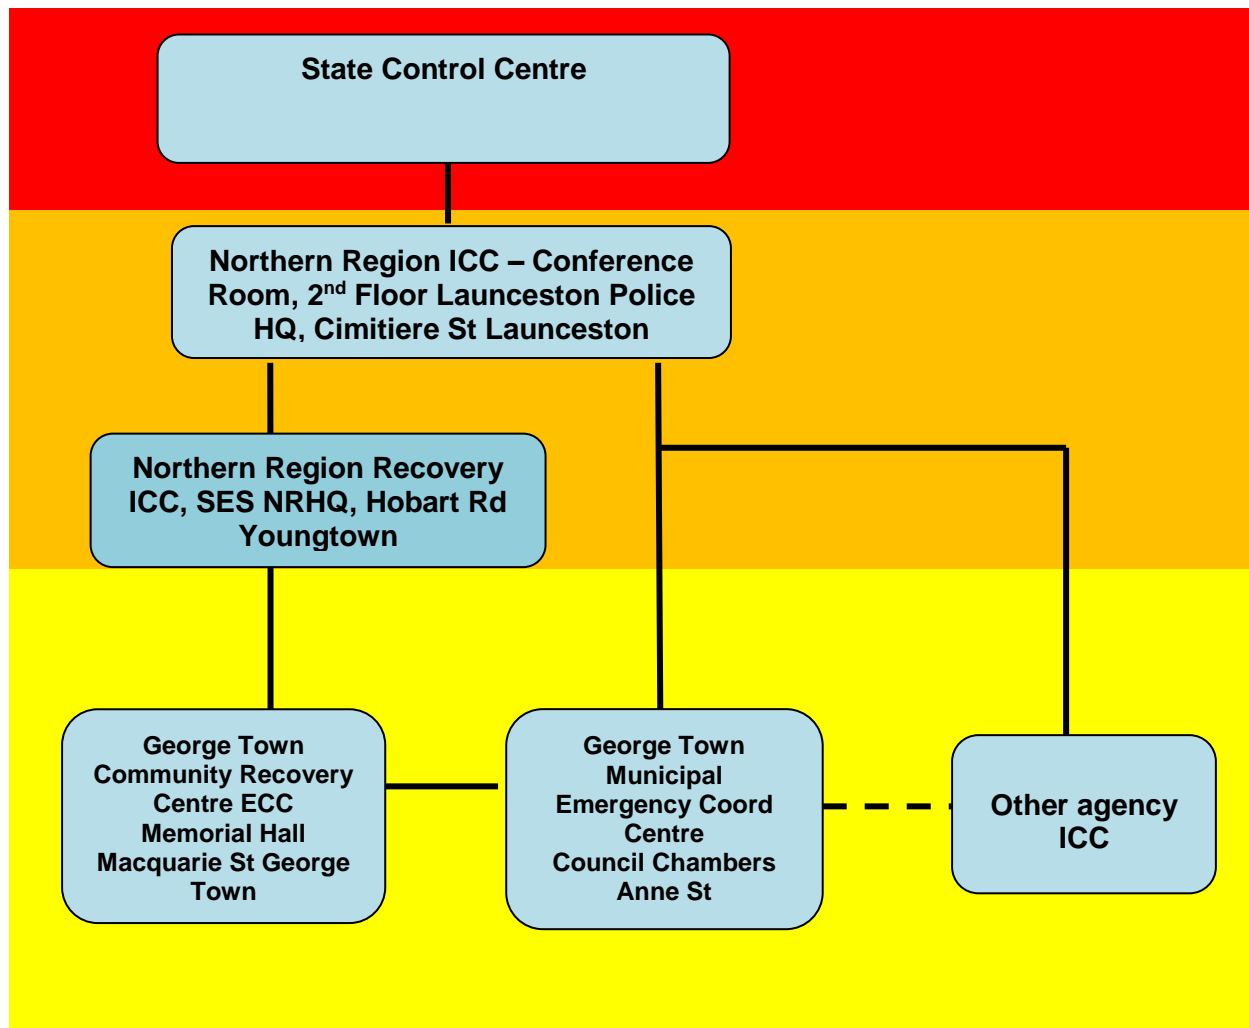 State Control Centre
Northern Region ICC – Conference
Room, 2nd Floor Launceston Police
HQ, Cimitiere St Launceston
Northern Region Recovery
ICC, SES NRHQ, Hobart Rd
Youngtown
George Town
Community Recovery
Centre ECC
Memorial Hall
Macquarie St George
Town
George Town
Municipal
Emergency Coord
Centre
Council Chambers
Anne St
Other agency
ICC